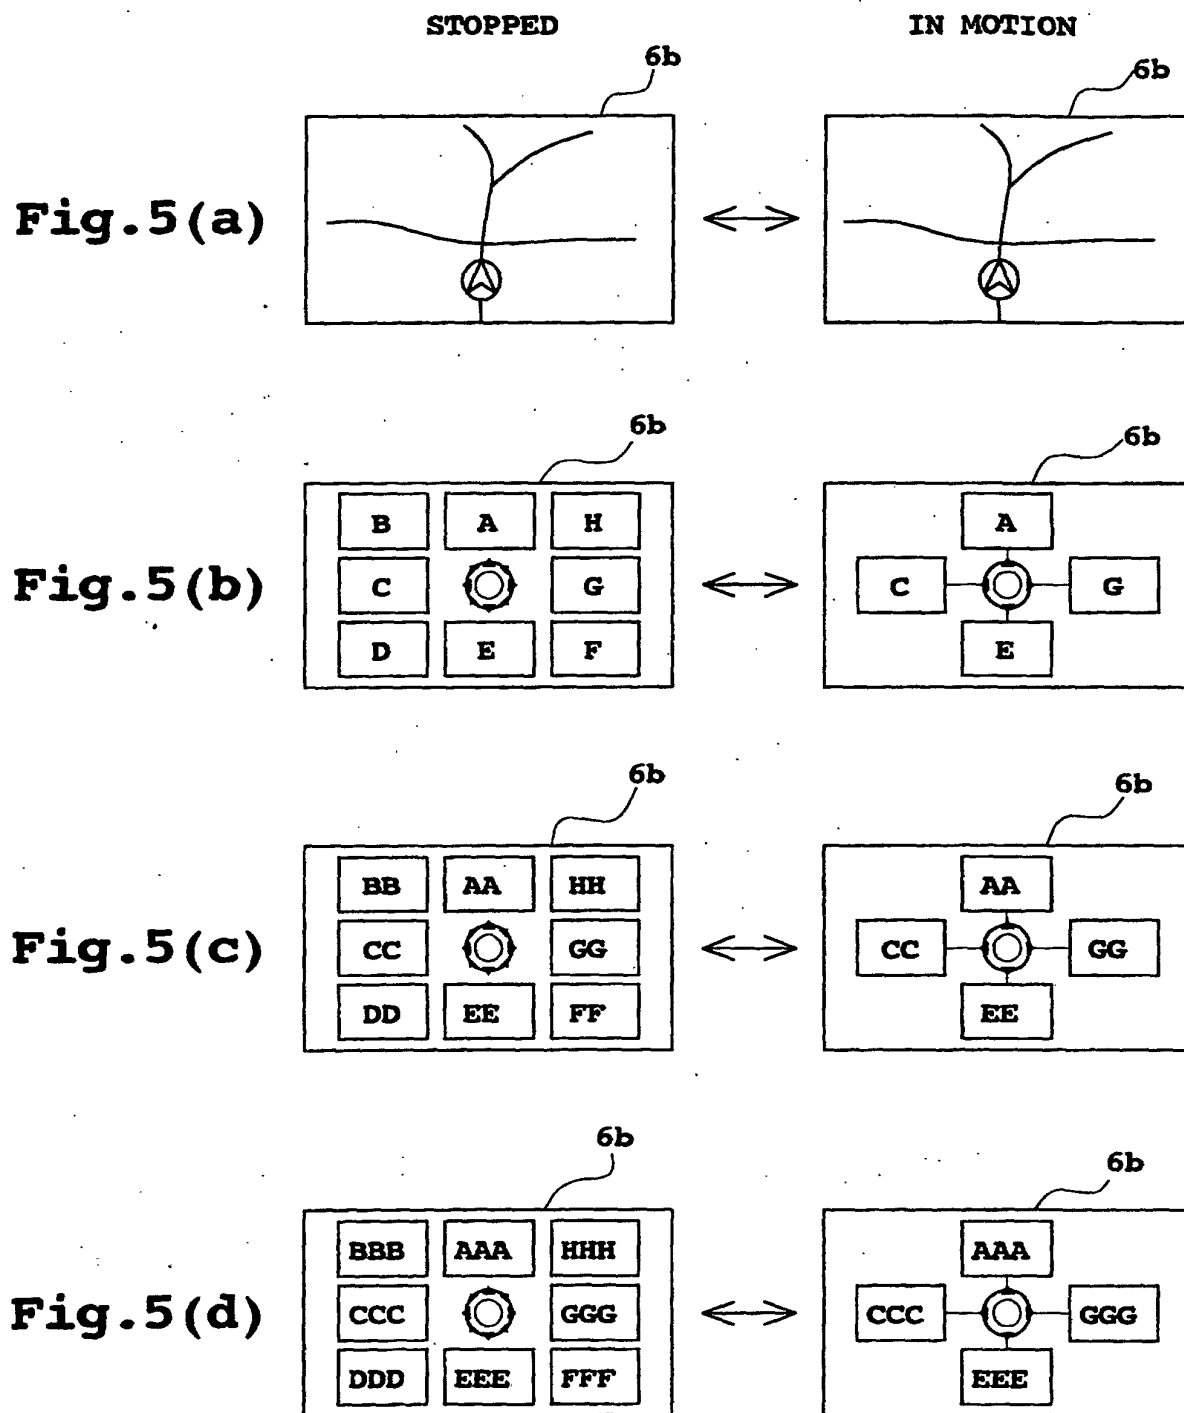 STOPPED IN MOTION
6b 6b
Fig.5(a)
6b 6b
B A H A
Fig.5(b) C G C G
D E F E
6b 6b
BB AA HH AA
Fig.5(c) CC GG CC GG
DD EE FF EE
6b 6b
BBB AAA HHH AAA
Fig.5(d) CCC GGG CCC GGG
DDD EEE FFF EEE